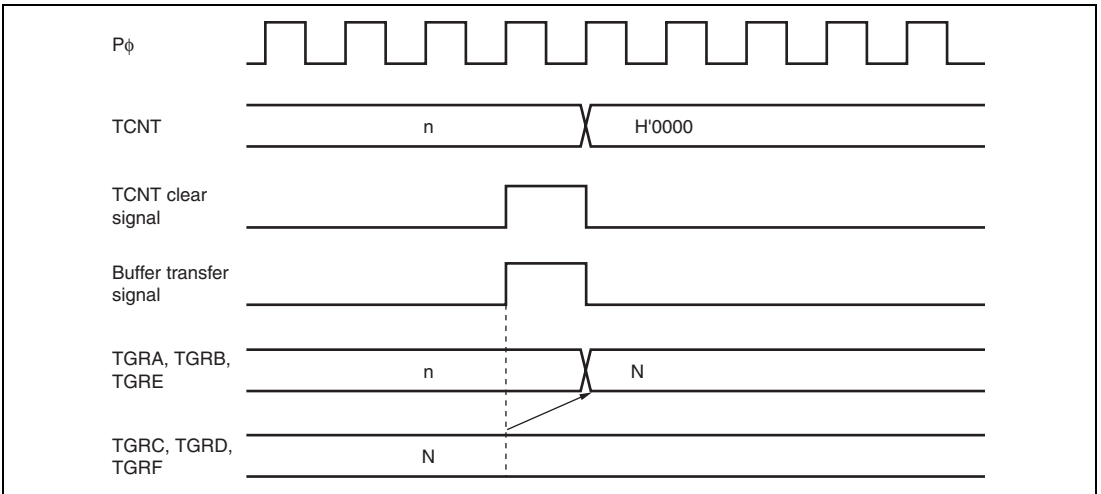 Pϕ
TCNT
n
H'0000
TCNT clear
signal
Buffer transfer
signal
TGRA, TGRB,
TGRE
n
N
TGRC, TGRD,
TGRF
N